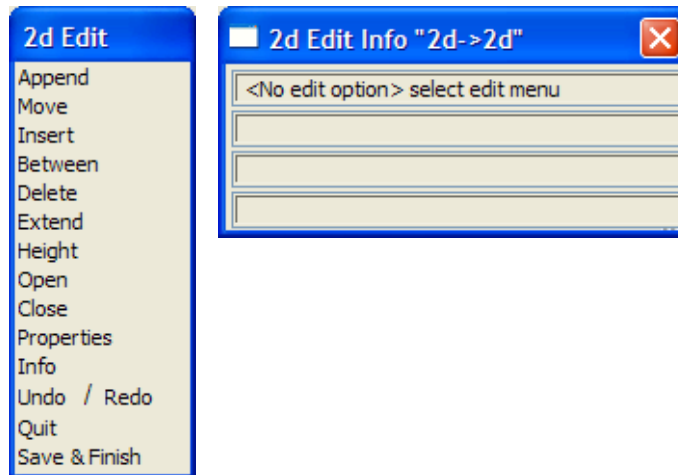 2d Edit
Append
Move
Insert
Between
Delete
Extend
Height
Open
Close
Properties
Info
Undo / Redo
Quit
Save & Finish
2d Edit Info "2d->2d"
<No edit option> select edit menu